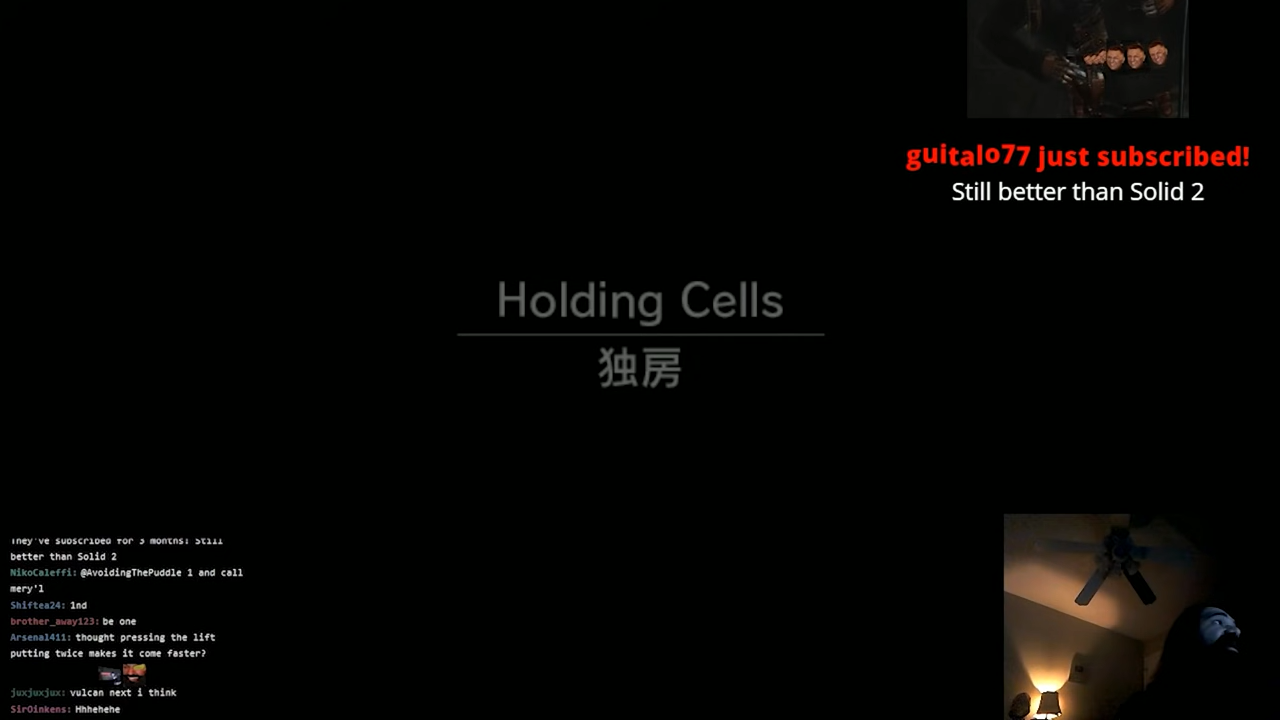 guitalo77 just subscribed!
Still better than Solid 2
Holding Cells
独房
They've subscribed for 3 months! Still
better than Solid 2
NikoCaleffi: @AvoidingThePuddle 1 and call
mery'l
Shiftea24: 1nd
brother_away123: be one
Arsenal411: thought pressing the lift
putting twice makes it come faster?
juxjuxjux: vulcan next i think
SirOinkens: Hhhehehe